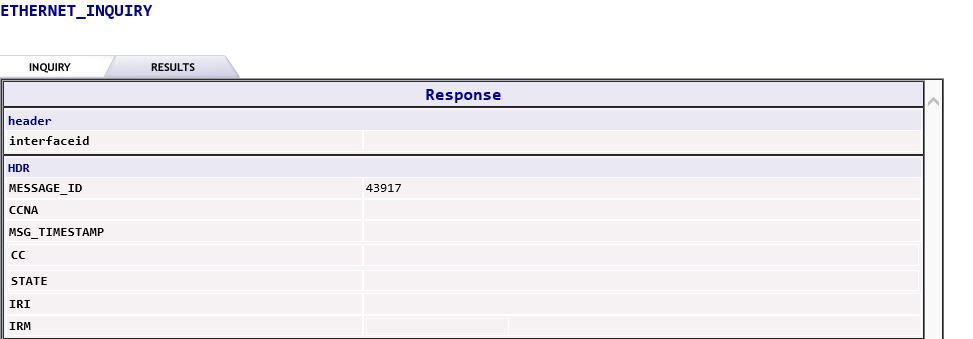 ETHERNET_INQUIRY
INQUIRY RESULTS
Response
header
interfaceid
HDR
MESSAGE_ID 43917
CCNA
MSG_TIMESTAMP
CC
STATE
IRI
IRM